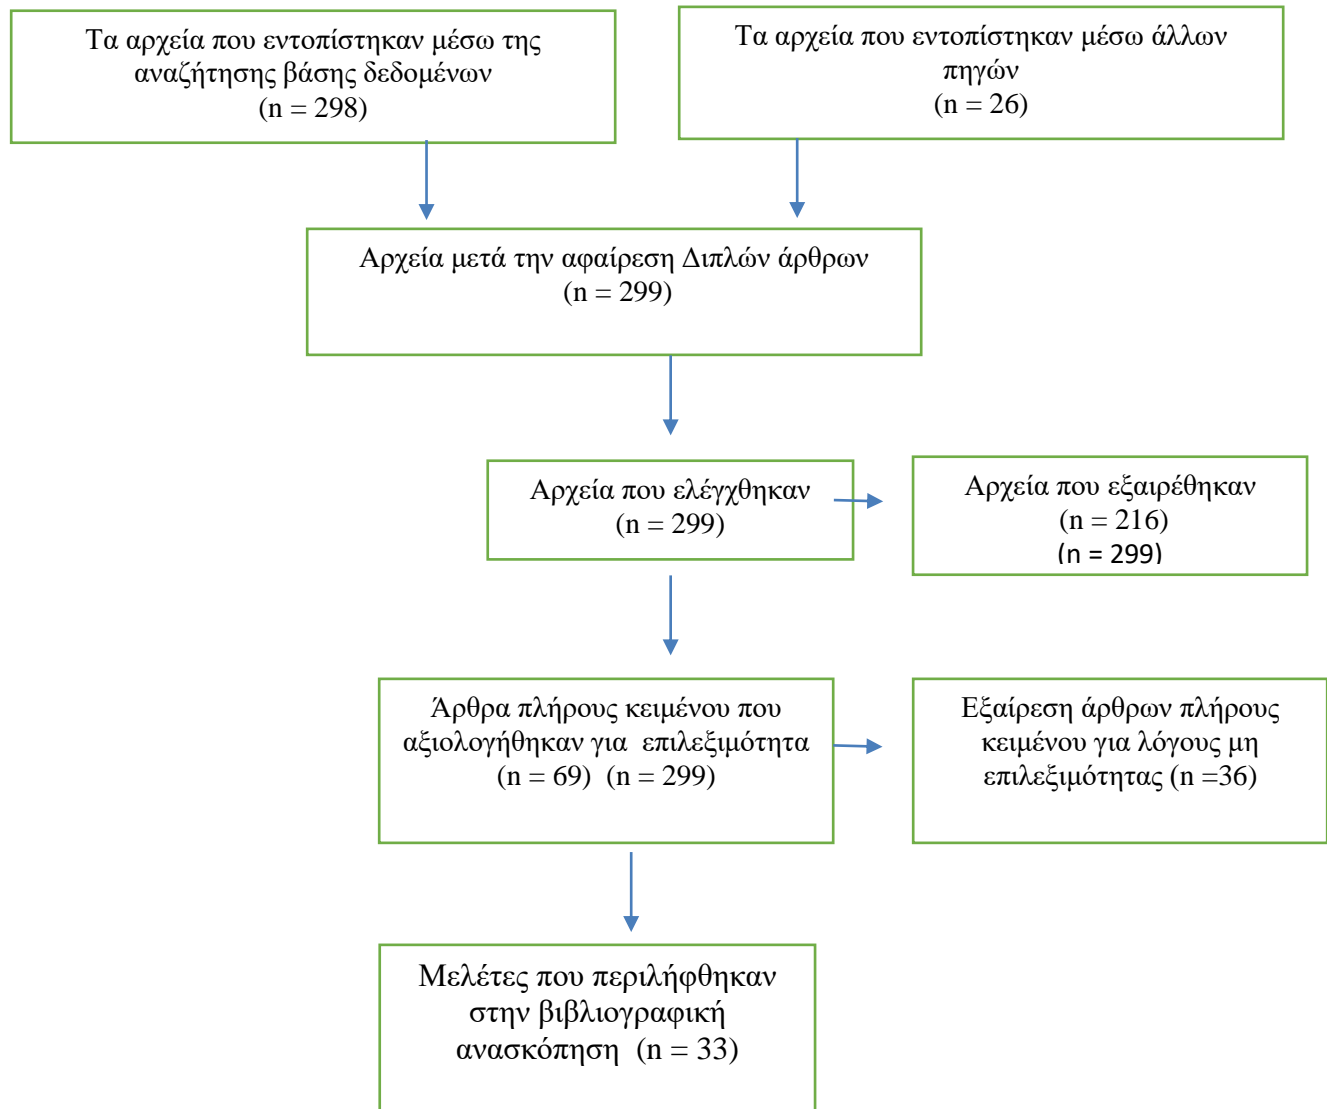 Τα αρχεία που εντοπίστηκαν μέσω της
αναζήτησης βάσης δεδομένων
(n = 298)
Τα αρχεία που εντοπίστηκαν μέσω άλλων
πηγών
(n = 26)
Αρχεία μετά την αφαίρεση Διπλών άρθρων
(n = 299)
Αρχεία που ελέγχθηκαν
(n = 299)
Αρχεία που εξαιρέθηκαν
(n = 216)
(n = 299)
Άρθρα πλήρους κειμένου που
αξιολογήθηκαν για επιλεξιμότητα
(n = 69) (n = 299)
Εξαίρεση άρθρων πλήρους
κειμένου για λόγους μη
επιλεξιμότητας (n =36)
Μελέτες που περιλήφθηκαν
στην βιβλιογραφική
ανασκόπηση (n = 33)